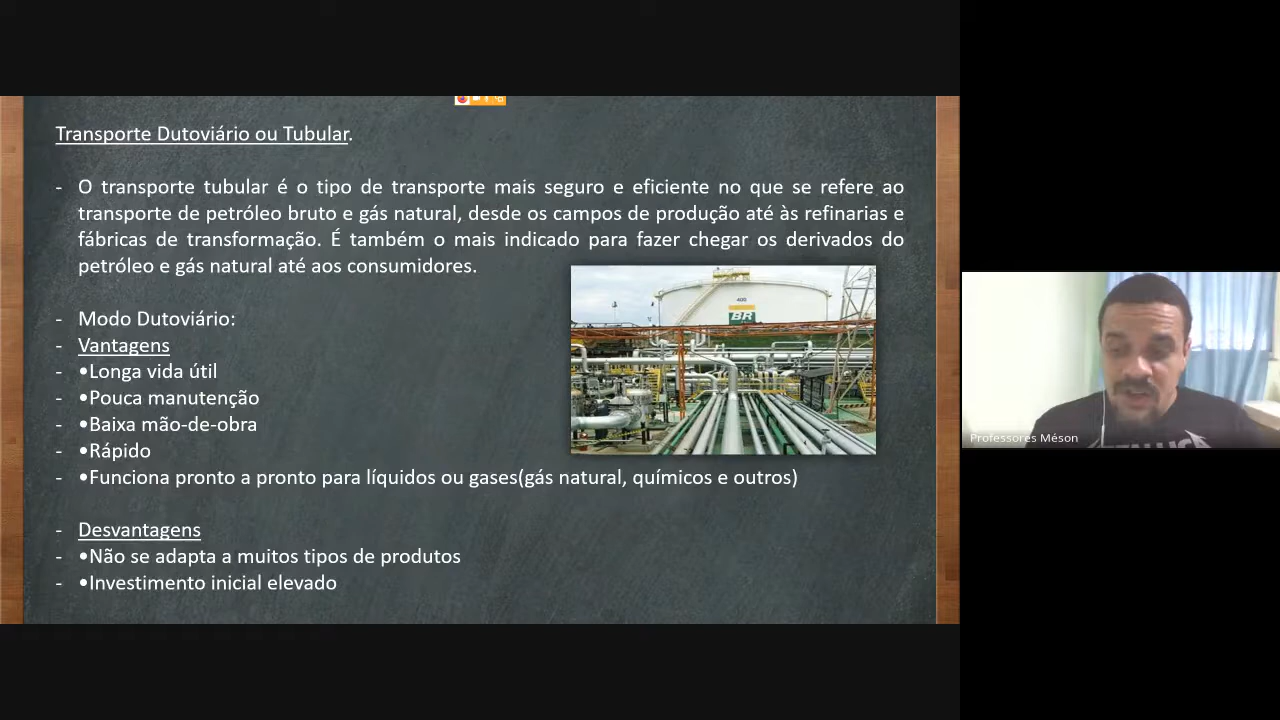 Transporte Dutoviário ou Tubular.
- O transporte tubular é o tipo de transporte mais seguro e eficiente no que se refere ao
transporte de petróleo bruto e gás natural, desde os campos de produção até às refinarias e
fábricas de transformação. É também o mais indicado para fazer chegar os derivados do
petróleo e gás natural até aos consumidores.
- Modo Dutoviário:
- Vantagens
- •Longa vida útil
- •Pouca manutenção
- •Baixa mão-de-obra
- •Rápido
- •Funciona pronto a pronto para líquidos ou gases(gás natural, químicos e outros)
- Desvantagens
- •Não se adapta a muitos tipos de produtos
- •Investimento inicial elevado
BR
Professores Méson